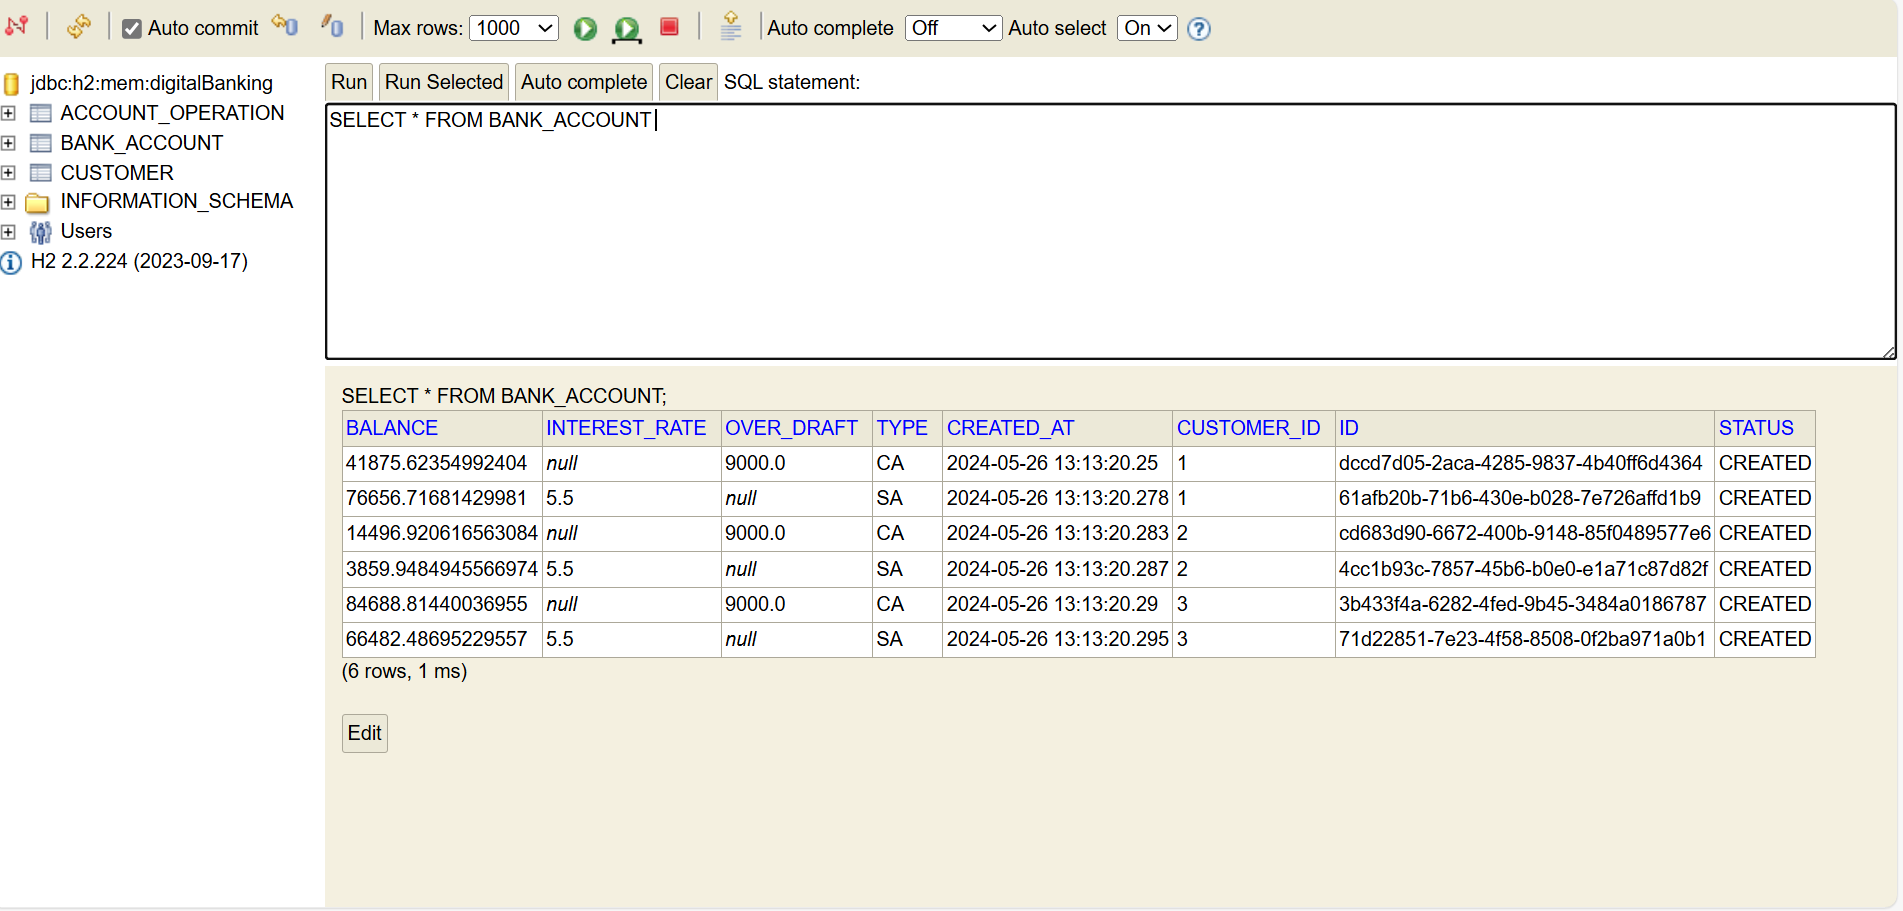 Auto commit Max rows: 1000 Auto complete Off Auto select On ?
jdbc:h2:mem:digitalBanking
ACCOUNT_OPERATION
BANK_ACCOUNT
CUSTOMER
INFORMATION_SCHEMA
Users
H2 2.2.224 (2023-09-17)
Run Run Selected Auto complete Clear SQL statement:
SELECT * FROM BANK_ACCOUNT
SELECT * FROM BANK_ACCOUNT;
BALANCE INTEREST_RATE OVER_DRAFT TYPE CREATED_AT CUSTOMER_ID ID STATUS
41875.62354992404 null 9000.0 CA 2024-05-26 13:13:20.25 1 dccd7d05-2aca-4285-9837-4b40ff6d4364 CREATED
76656.71681429981 5.5 null SA 2024-05-26 13:13:20.278 1 61afb20b-71b6-430e-b028-7e726affd1b9 CREATED
14496.920616563084 null 9000.0 CA 2024-05-26 13:13:20.283 2 cd683d90-6672-400b-9148-85f0489577e6 CREATED
3859.9484945566974 5.5 null SA 2024-05-26 13:13:20.287 2 4cc1b93c-7857-45b6-b0e0-e1a71c87d82f CREATED
84688.81440036955 null 9000.0 CA 2024-05-26 13:13:20.29 3 3b433f4a-6282-4fed-9b45-3484a0186787 CREATED
66482.48695229557 5.5 null SA 2024-05-26 13:13:20.295 3 71d22851-7e23-4f58-8508-0f2ba971a0b1 CREATED
(6 rows, 1 ms)
Edit